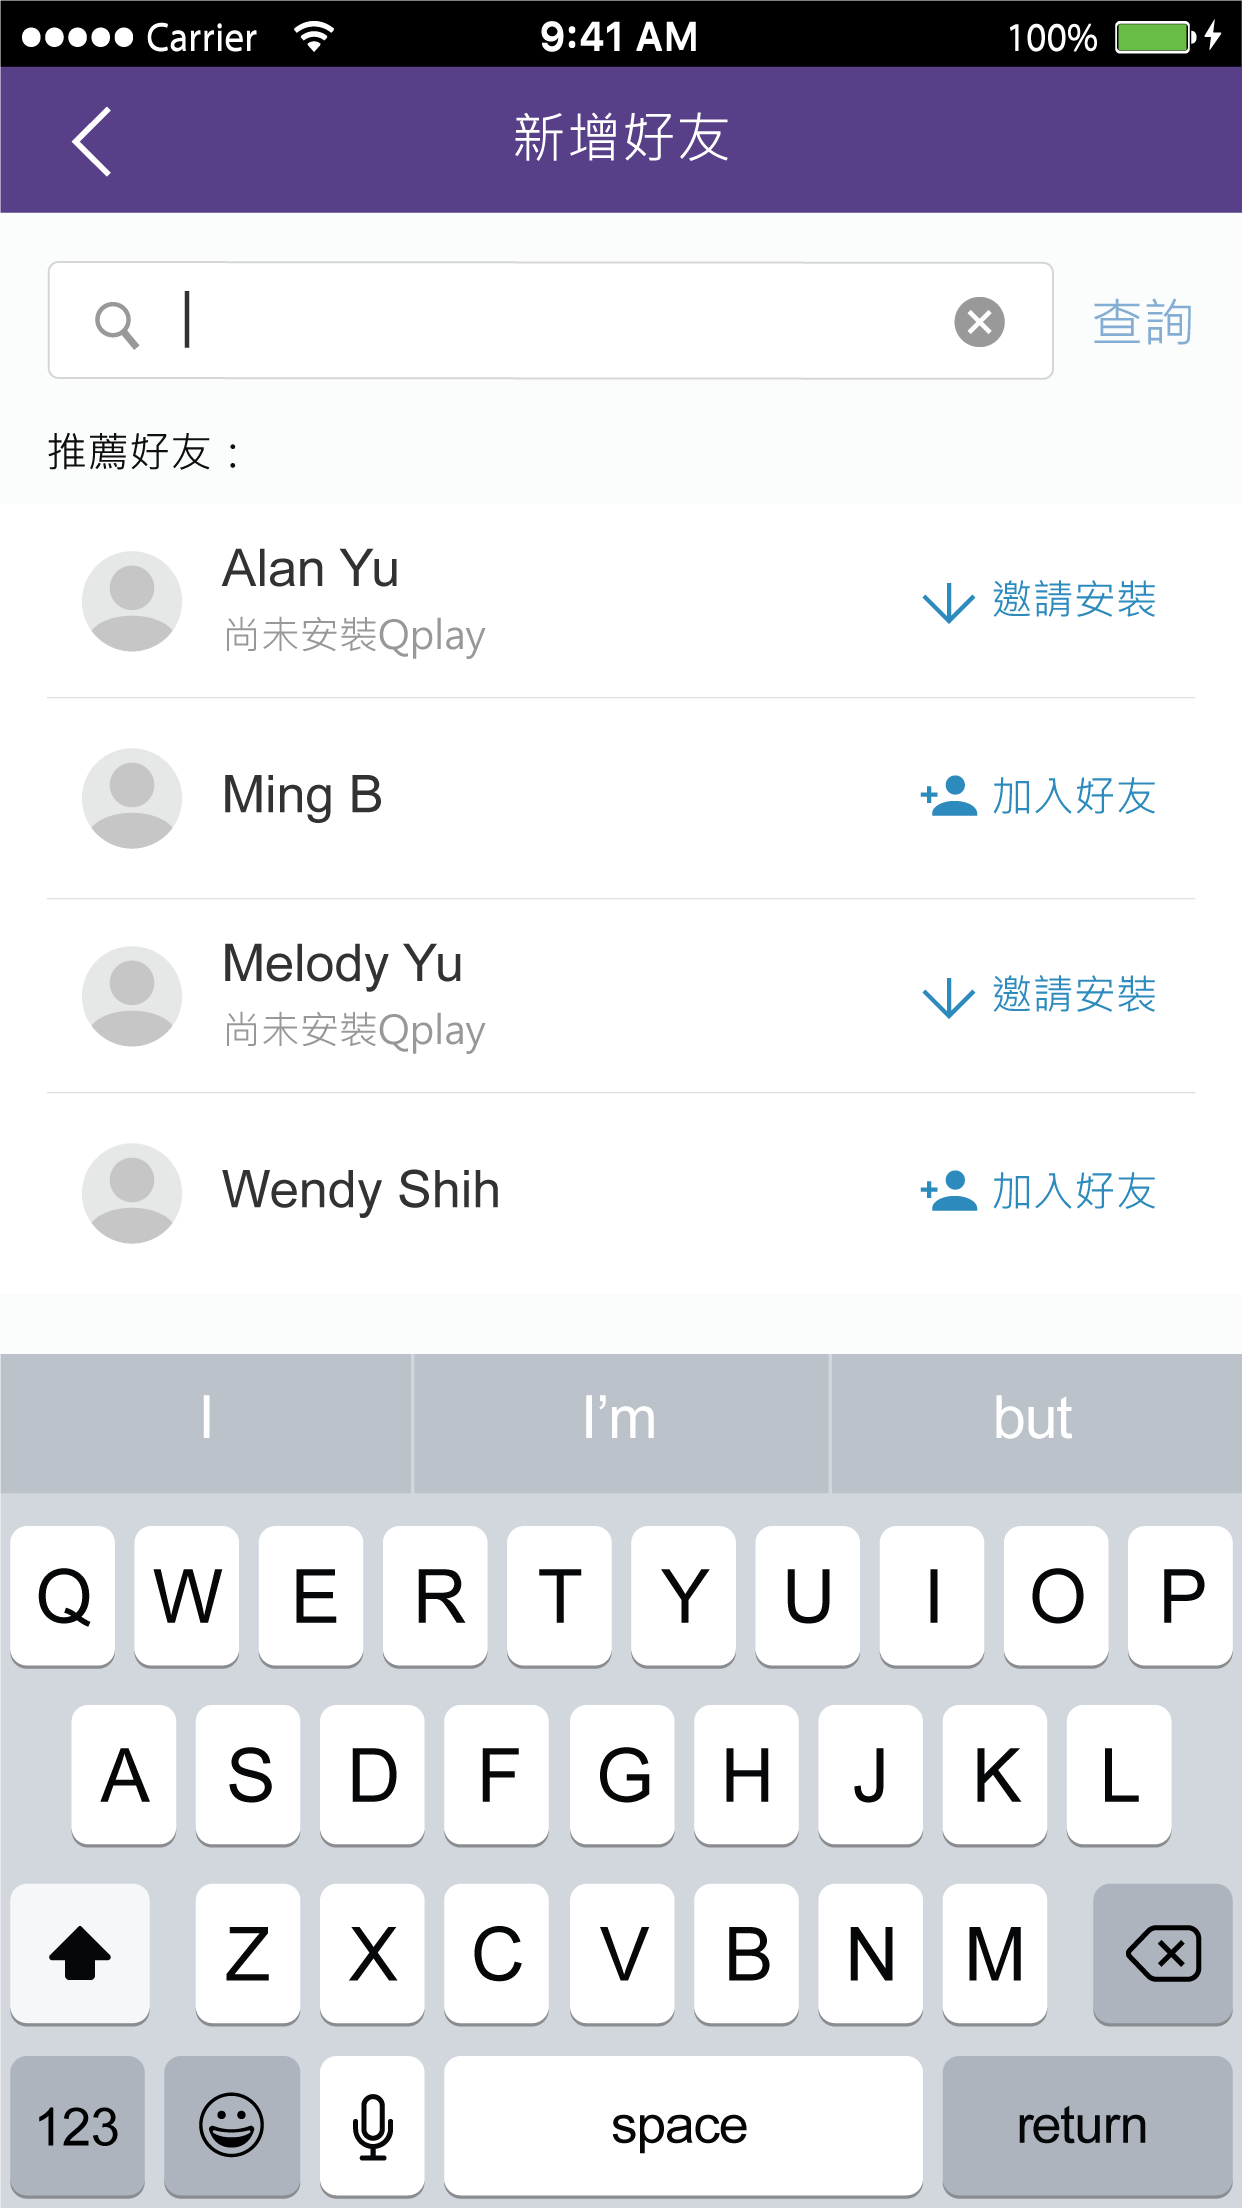 Carrier 9:41 AM 100%
新增好友
查詢
推薦好友：
Alan Yu
尚未安裝Qplay
邀請安裝
Ming B
加入好友
Melody Yu
尚未安裝Qplay
邀請安裝
Wendy Shih
加入好友
I I’m but
Q W E R T Y U I O P
A S D F G H J K L
Z X C V B N M
123 space return